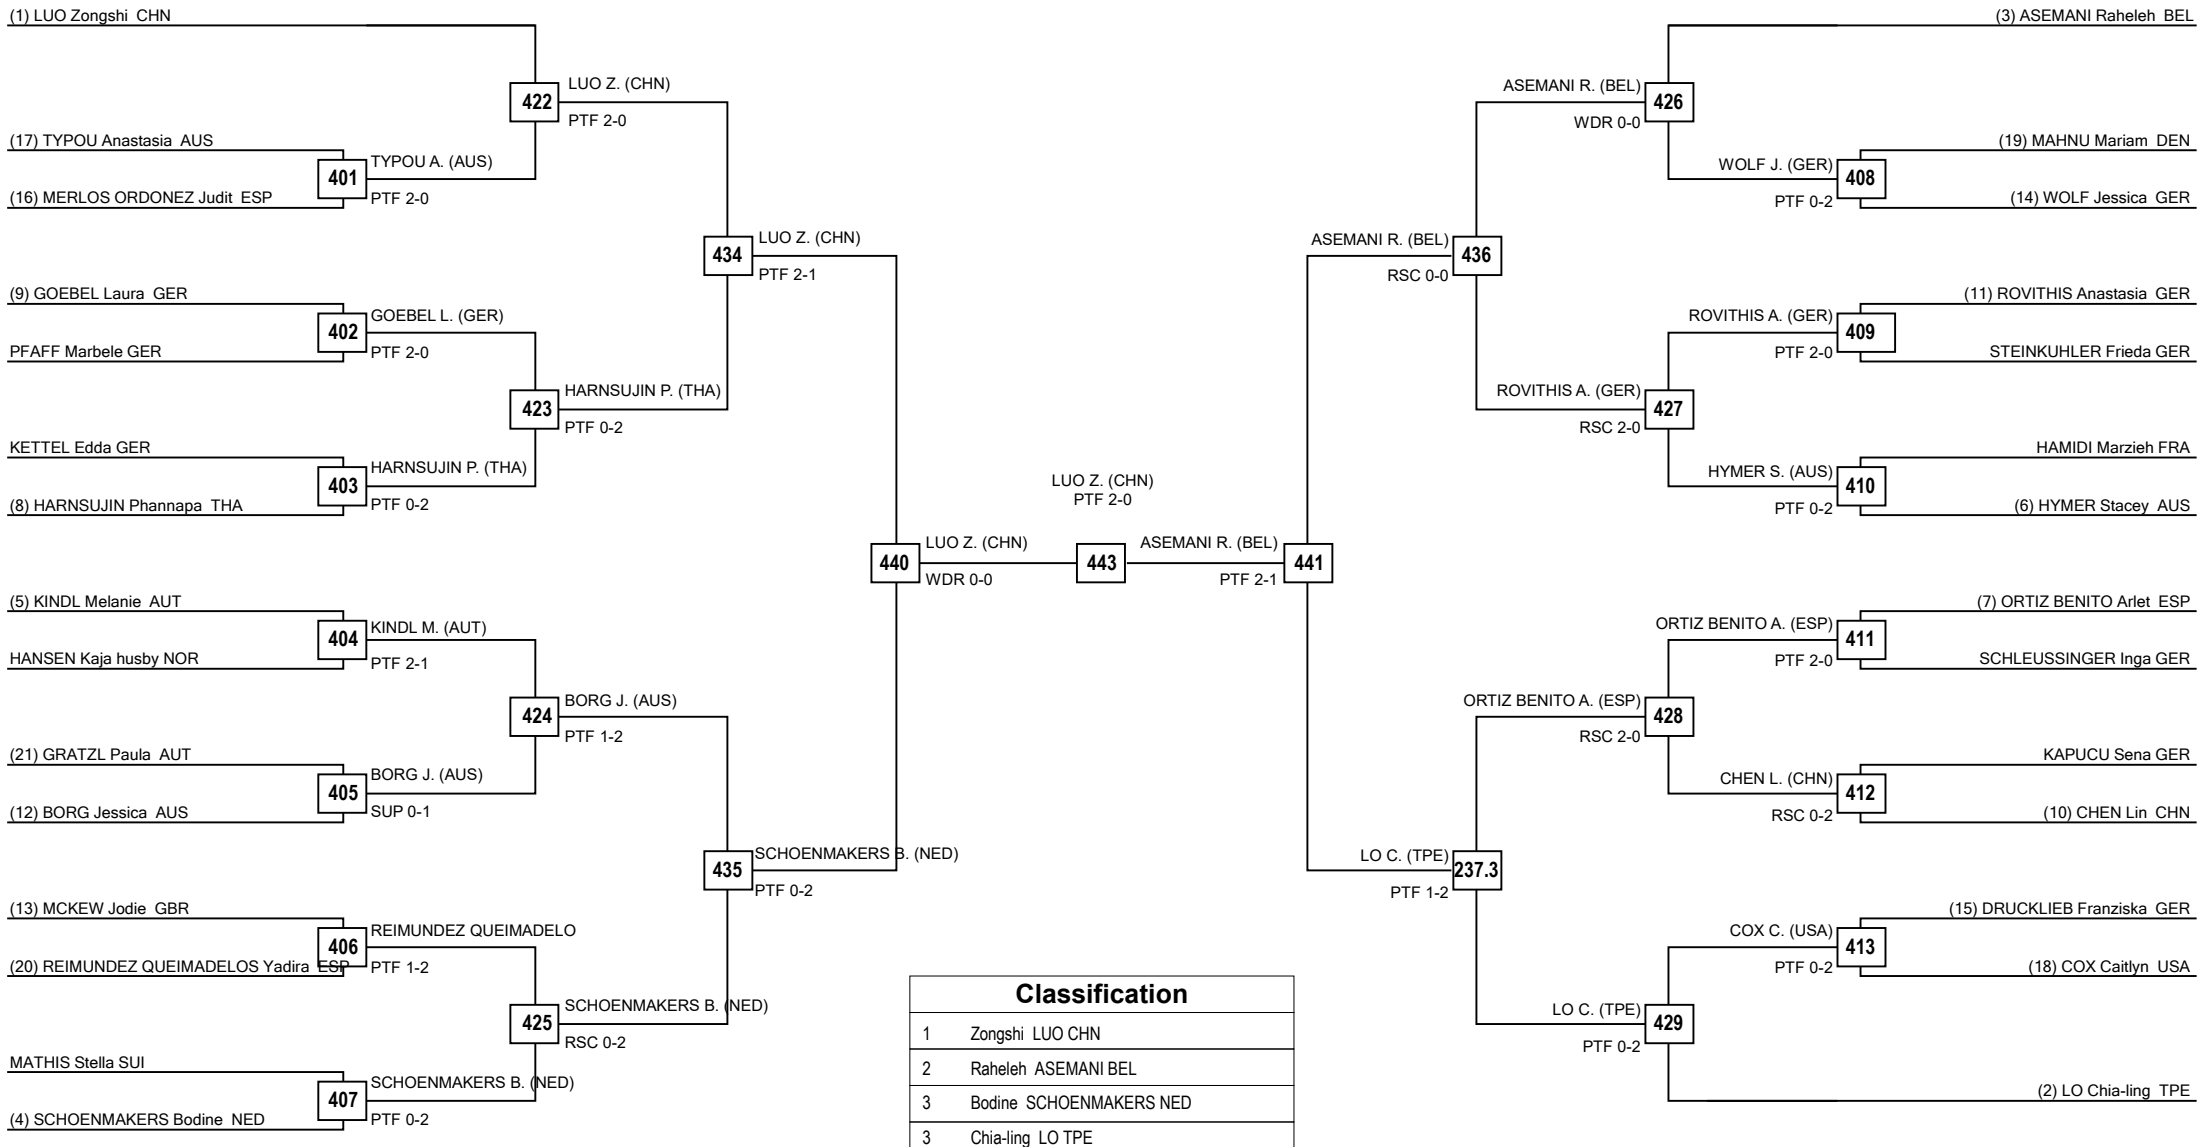 (1) LUO Zongshi CHN
(17) TYPOU Anastasia AUS
(16) MERLOS ORDONEZ Judit ESP
(9) GOEBEL Laura GER
PFAFF Marbele GER
KETTEL Edda GER
(8) HARNSUJIN Phannapa THA
(5) KINDL Melanie AUT
HANSEN Kaja husby NOR
(21) GRATZL Paula AUT
(12) BORG Jessica AUS
(13) MCKEW Jodie GBR
(20) REIMUNDEZ QUEIMADELOS Yadira ESP
MATHIS Stella SUI
(4) SCHOENMAKERS Bodine NED
401
TYPOU A. (AUS)
PTF 2-0
402
GOEBEL L. (GER)
PTF 2-0
403
HARNSUJIN P. (THA)
PTF 0-2
404
KINDL M. (AUT)
PTF 2-1
405
BORG J. (AUS)
SUP 0-1
406
REIMUNDEZ QUEIMADELO
PTF 1-2
407
SCHOENMAKERS B. (NED)
PTF 0-2
422
LUO Z. (CHN)
PTF 2-0
423
HARNSUJIN P. (THA)
PTF 0-2
424
BORG J. (AUS)
PTF 1-2
425
SCHOENMAKERS B. (NED)
RSC 0-2
434
LUO Z. (CHN)
PTF 2-1
435
SCHOENMAKERS B. (NED)
PTF 0-2
440
LUO Z. (CHN)
WDR 0-0
LUO Z. (CHN)
PTF 2-0
443
ASEMANI R. (BEL)
PTF 2-1
441
ASEMANI R. (BEL)
RSC 0-0
436
LO C. (TPE)
PTF 1-2
237.3
ASEMANI R. (BEL)
WDR 0-0
426
ROVITHIS A. (GER)
RSC 2-0
427
ORTIZ BENITO A. (ESP)
RSC 2-0
428
LO C. (TPE)
PTF 0-2
429
WOLF J. (GER)
PTF 0-2
408
ROVITHIS A. (GER)
PTF 2-0
409
HYMER S. (AUS)
PTF 0-2
410
ORTIZ BENITO A. (ESP)
PTF 2-0
411
CHEN L. (CHN)
RSC 0-2
412
COX C. (USA)
PTF 0-2
413
(3) ASEMANI Raheleh BEL
(19) MAHNU Mariam DEN
(14) WOLF Jessica GER
(11) ROVITHIS Anastasia GER
STEINKUHLER Frieda GER
HAMIDI Marzieh FRA
(6) HYMER Stacey AUS
(7) ORTIZ BENITO Arlet ESP
SCHLEUSSINGER Inga GER
KAPUCU Sena GER
(10) CHEN Lin CHN
(15) DRUCKLIEB Franziska GER
(18) COX Caitlyn USA
(2) LO Chia-ling TPE
Classification
1 Zongshi LUO CHN
2 Raheleh ASEMANI BEL
3 Bodine SCHOENMAKERS NED
3 Chia-ling LO TPE